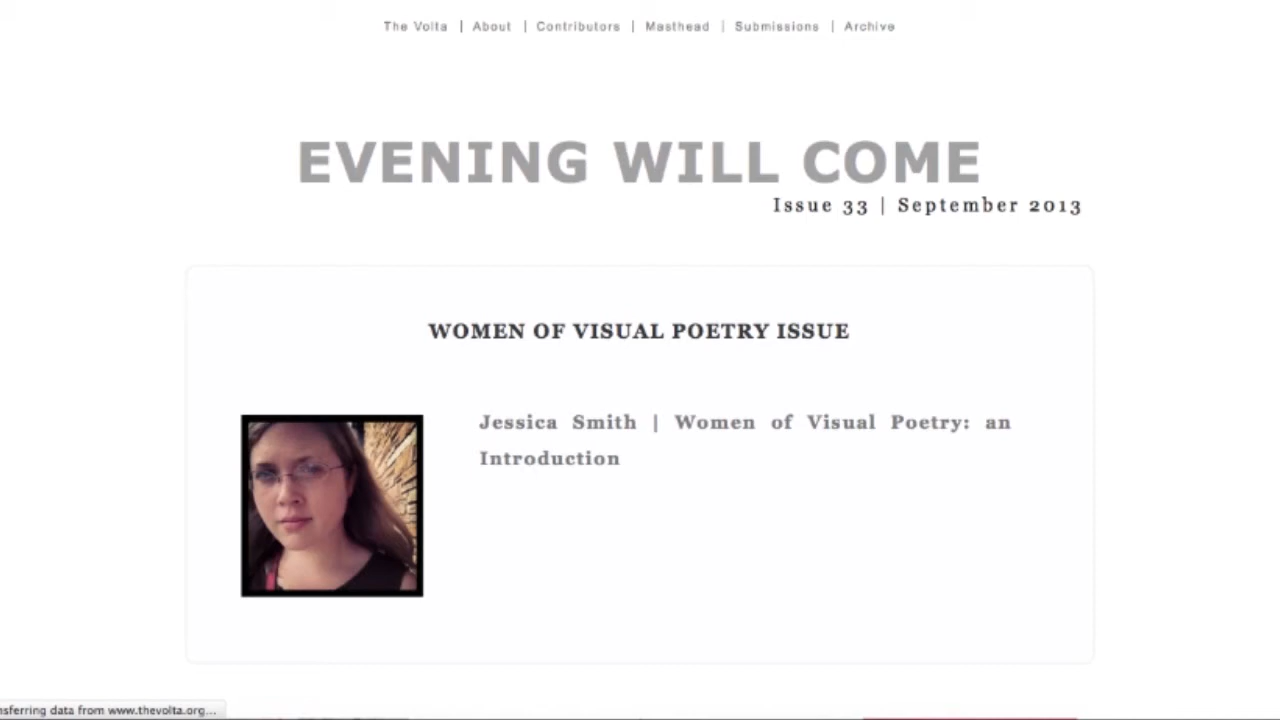 The Volta | About | Contributors | Masthead | Submissions | Archive
EVENING WILL COME
Issue 33 | September 2013
WOMEN OF VISUAL POETRY ISSUE
Jessica Smith | Women of Visual Poetry: an
Introduction
nsferring data from www.thevolta.org...